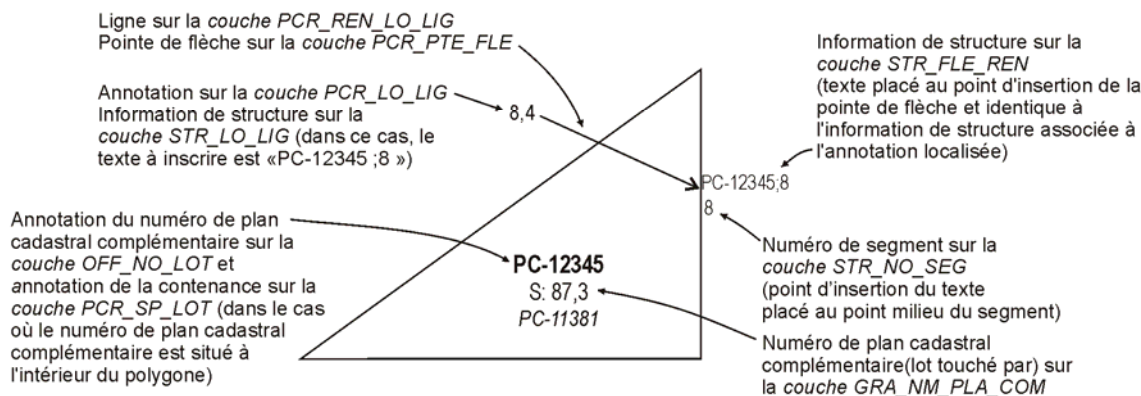 Ligne sur la couche PCR_REN_LO_LIG
Pointe de flèche sur la couche PCR_PTE_FLE
Annotation sur la couche PCR_LO_LIG
Information de structure sur la
couche STR_LO_LIG (dans ce cas, le
texte à inscrire est «PC-12345 ;8 »)
8,4
Information de structure sur la
couche STR_FLE_REN
(texte placé au point d'insertion de la
pointe de flèche et identique à
l'information de structure associée à
l'annotation localisée)
PC-12345;8
8
Annotation du numéro de plan
cadastral complémentaire sur la
couche OFF_NO_LOT et
annotation de la contenance sur la
couche PCR_SP_LOT (dans le cas
où le numéro de plan cadastral
complémentaire est situé à
l'intérieur du polygone)
PC-12345
S: 87,3
PC-11381
Numéro de segment sur la
couche STR_NO_SEG
(point d'insertion du texte
placé au point milieu du segment)
Numéro de plan cadastral
complémentaire(lot touché par) sur
la couche GRA_NM_PLA_COM